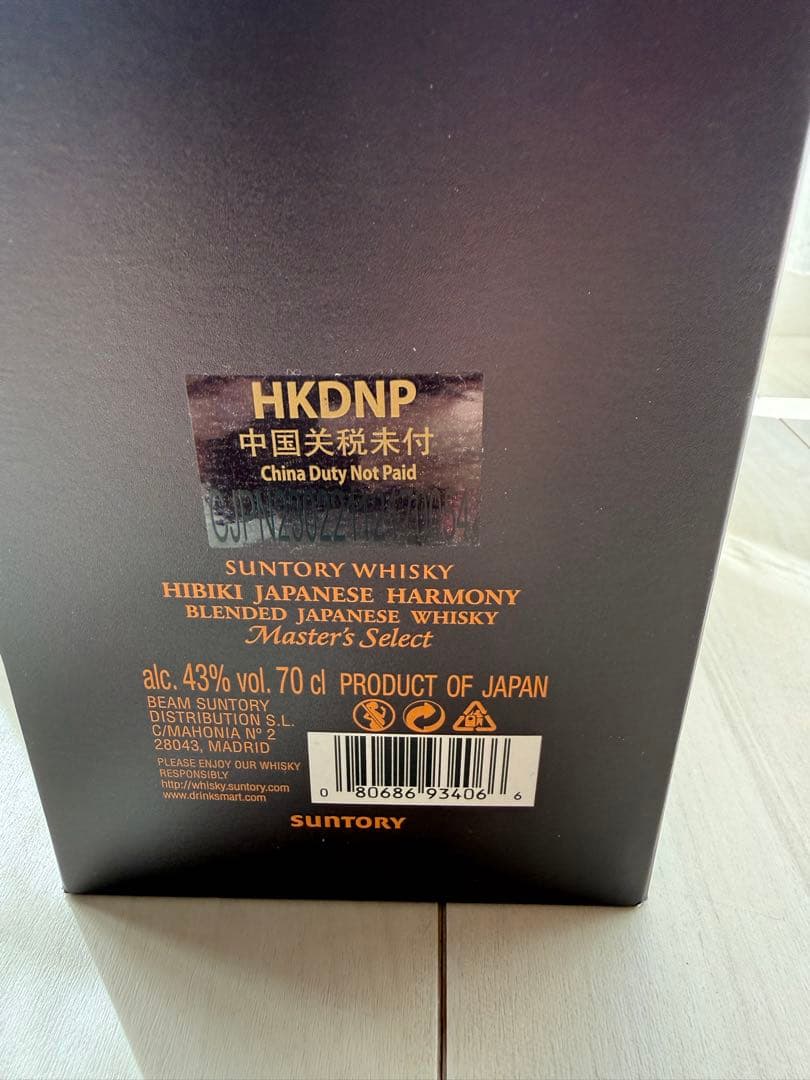 HKDNP
中国关税未付
China Duty Not Paid
SUNTORY WHISKY
HIBIKI JAPANESE HARMONY
BLENDED JAPANESE WHISKY
Master's Select
alc. 43% vol. 70 cl PRODUCT OF JAPAN
BEAM SUNTORY
DISTRIBUTION S.L.
C/MAHONIA Nº 2
28043, MADRID
PLEASE ENJOY OUR WHISKY
RESPONSIBLY
http://whisky.suntory.com
www.drinksmart.com
0 80686 93406 6
SUNTORY